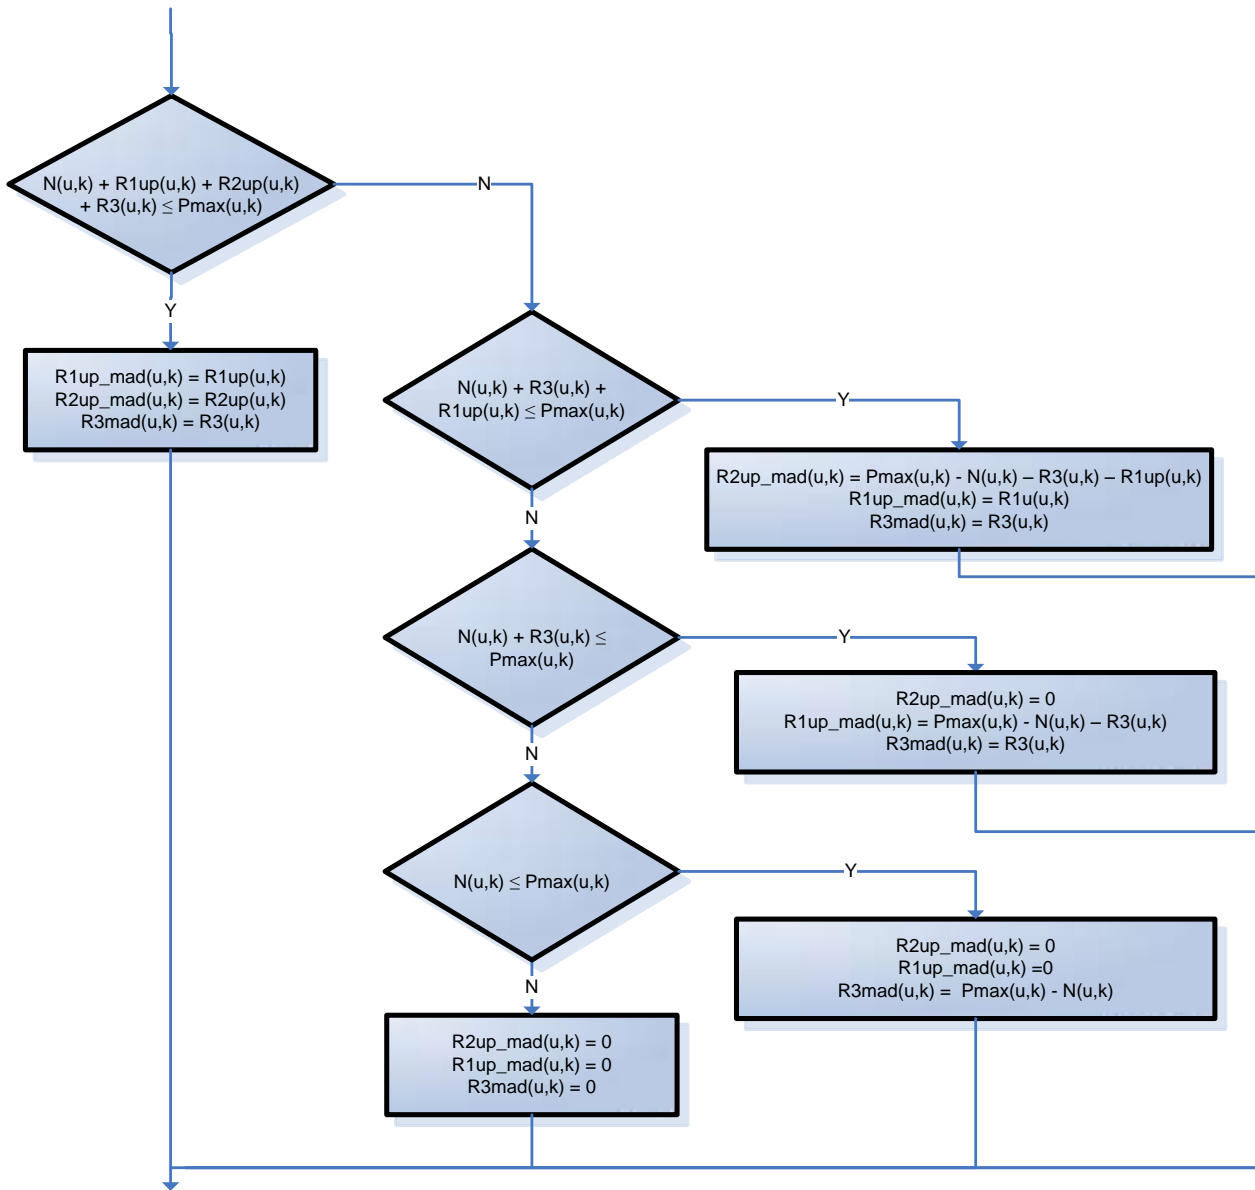 N(u,k) + R1up(u,k) + R2up(u,k)
+ R3(u,k) ≤ Pmax(u,k)
N
Y
R1up_mad(u,k) = R1up(u,k)
R2up_mad(u,k) = R2up(u,k)
R3mad(u,k) = R3(u,k)
N(u,k) + R3(u,k) +
R1up(u,k) ≤ Pmax(u,k)
Y
R2up_mad(u,k) = Pmax(u,k) - N(u,k) – R3(u,k) – R1up(u,k)
R1up_mad(u,k) = R1u(u,k)
R3mad(u,k) = R3(u,k)
N
N(u,k) + R3(u,k) ≤
Pmax(u,k)
Y
R2up_mad(u,k) = 0
R1up_mad(u,k) = Pmax(u,k) - N(u,k) – R3(u,k)
R3mad(u,k) = R3(u,k)
N
N(u,k) ≤ Pmax(u,k)
Y
R2up_mad(u,k) = 0
R1up_mad(u,k) =0
R3mad(u,k) =  Pmax(u,k) - N(u,k)
N
R2up_mad(u,k) = 0
R1up_mad(u,k) = 0
R3mad(u,k) = 0